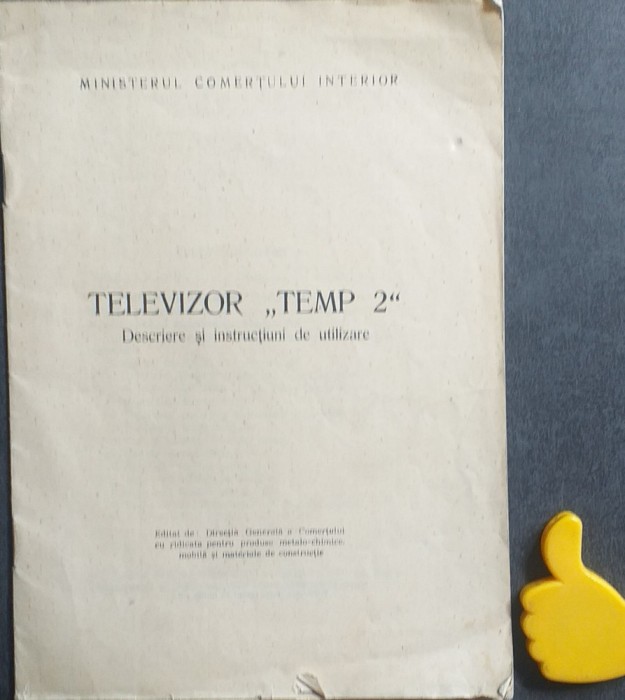 MINISTERUL COMERȚULUI INTERIOR
TELEVIZOR „TEMP 2“
Descriere și instrucțiuni de utilizare
Editat de: Direcția Generală a Comerțului
cu ridicata pentru produse metalo-chimice,
mobilă și materiale de construcție